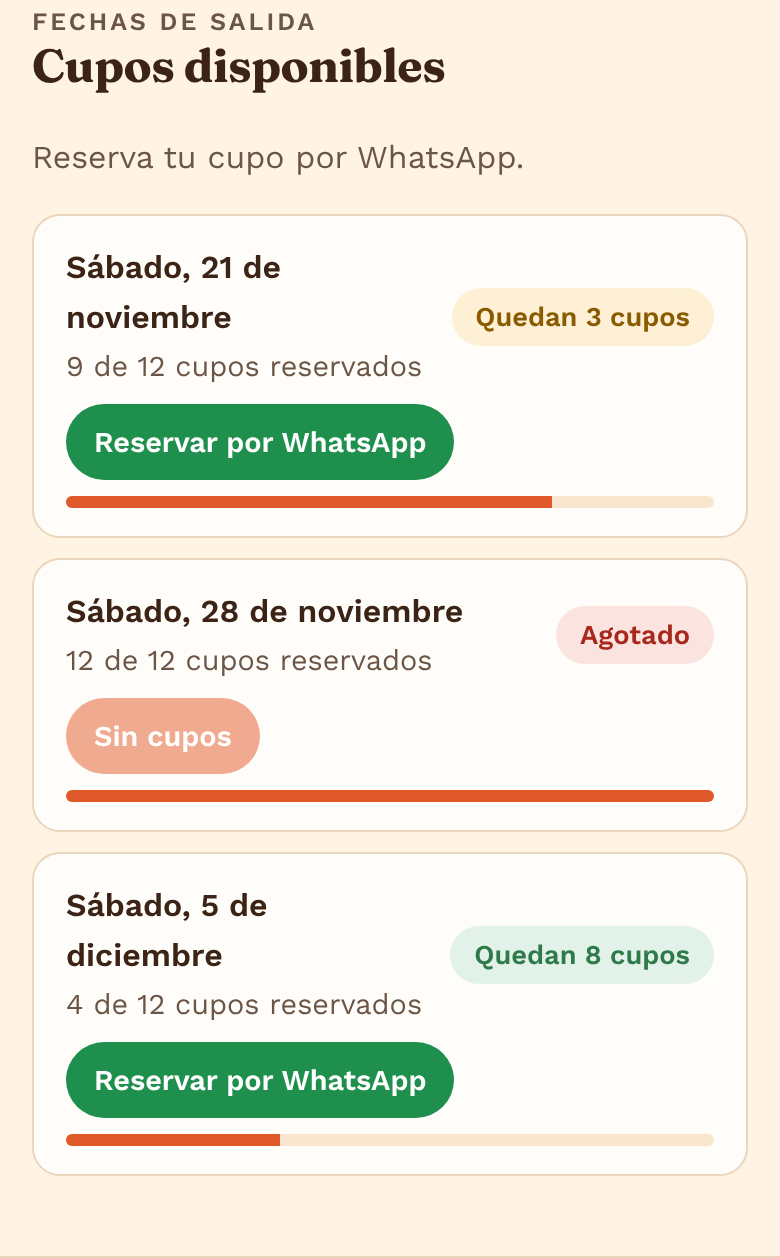 FECHAS DE SALIDA
Cupos disponibles
Reserva tu cupo por WhatsApp.
Sábado, 21 de
noviembre
Quedan 3 cupos
9 de 12 cupos reservados
Reservar por WhatsApp
Sábado, 28 de noviembre
Agotado
12 de 12 cupos reservados
Sin cupos
Sábado, 5 de
diciembre
Quedan 8 cupos
4 de 12 cupos reservados
Reservar por WhatsApp